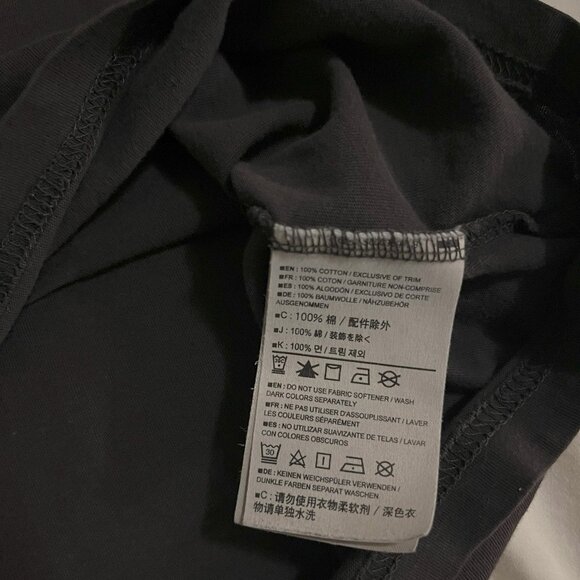 ■EN : 100% COTTON / EXCLUSIVE OF TRIM
■FR : 100% COTON / GARNITURE NON-COMPRISE
■ES : 100% ALGODÓN / EXCLUSIVO DE CORTE
■DE : 100% BAUMWOLLE / NÄHZUBEHÖR
AUSGENOMMEN
■C : 100% 棉 / 配件除外
■J : 100% 綿 / 装飾を除く
■K : 100% 면 / 트림 제외
■EN : DO NOT USE FABRIC SOFTENER / WASH
DARK COLORS SEPARATELY
■FR : NE PAS UTILISER D'ASSOUPLISSANT / LAVER
LES COULEURS SÉPARÉMENT
■ES : NO UTILIZAR SUAVIZANTE DE TELAS / LAVAR
CON COLORES OBSCUROS
30
■DE : KEINEN WEICHSPÜLER VERWENDEN /
DUNKLE FARBEN SEPARAT WASCHEN
■C : 请勿使用衣物柔软剂 / 深色衣
物请单独水洗